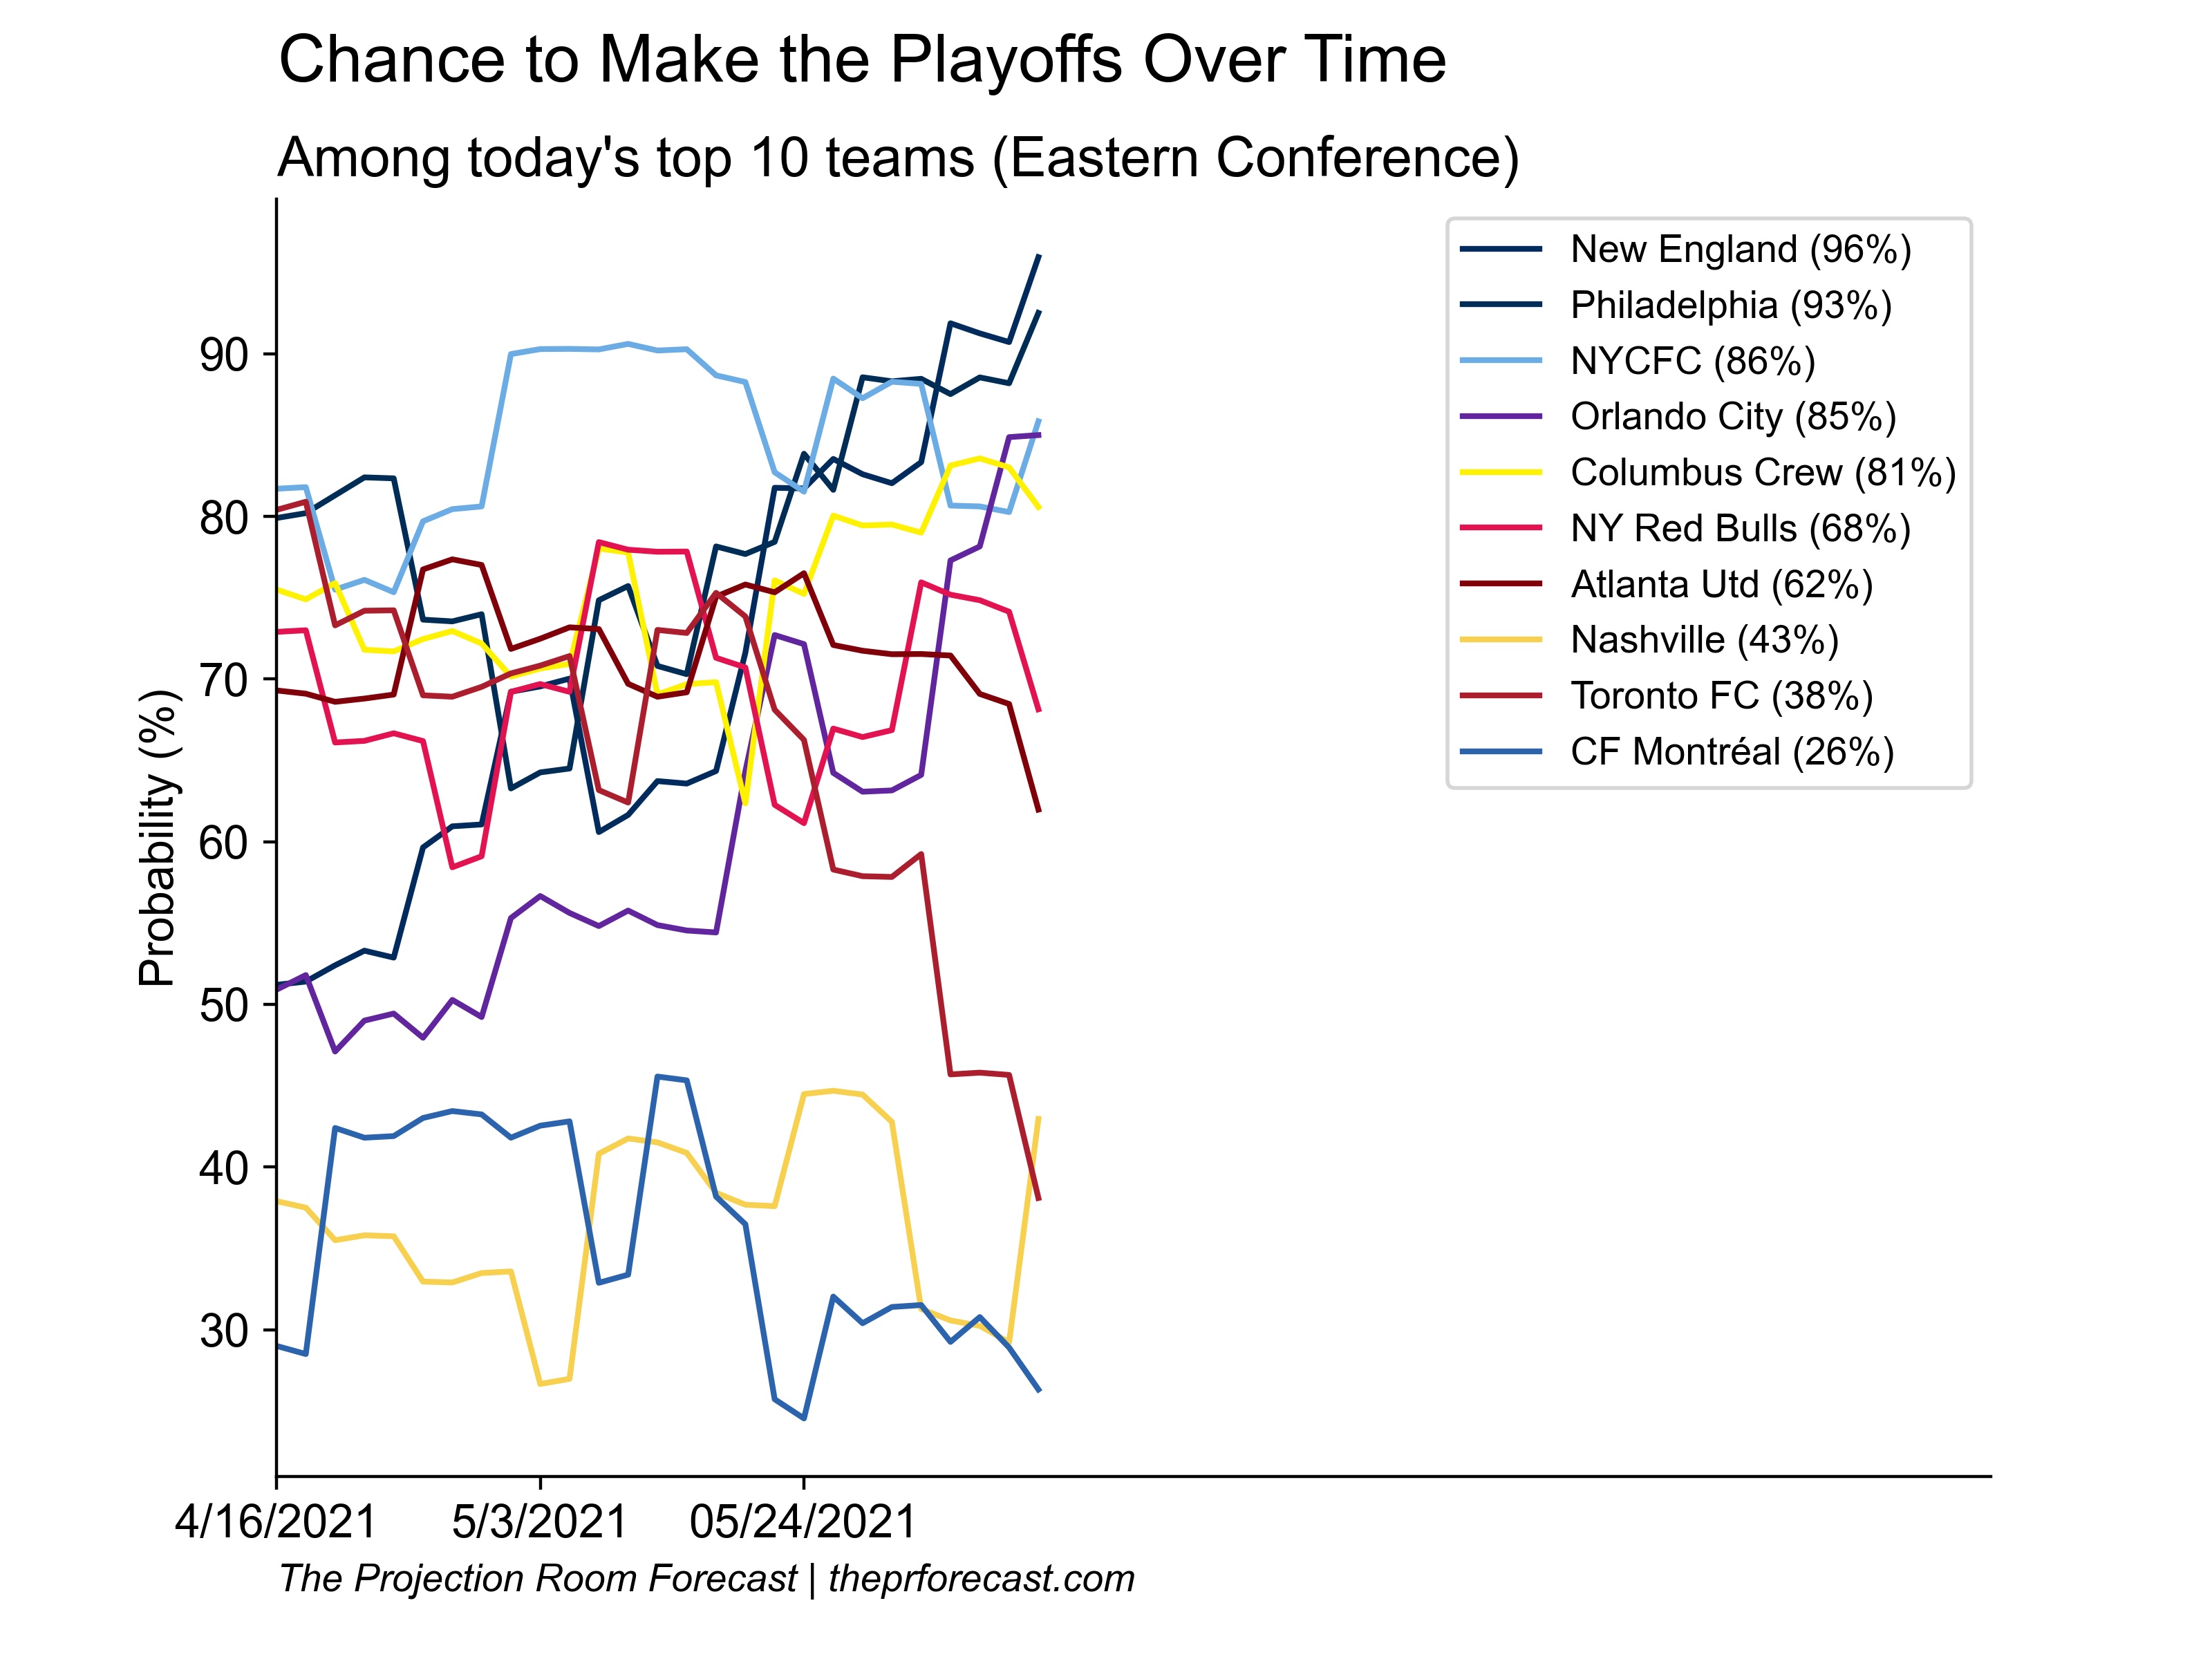 Chance to Make the Playoffs Over Time
Among today's top 10 teams (Eastern Conference)
New England (96%)
Philadelphia (93%)
NYCFC (86%)
Orlando City (85%)
Columbus Crew (81%)
NY Red Bulls (68%)
Atlanta Utd (62%)
Nashville (43%)
Toronto FC (38%)
CF Montréal (26%)
Probability (%)
90
80
70
60
50
40
30
4/16/2021
5/3/2021
05/24/2021
The Projection Room Forecast | theprforecast.com